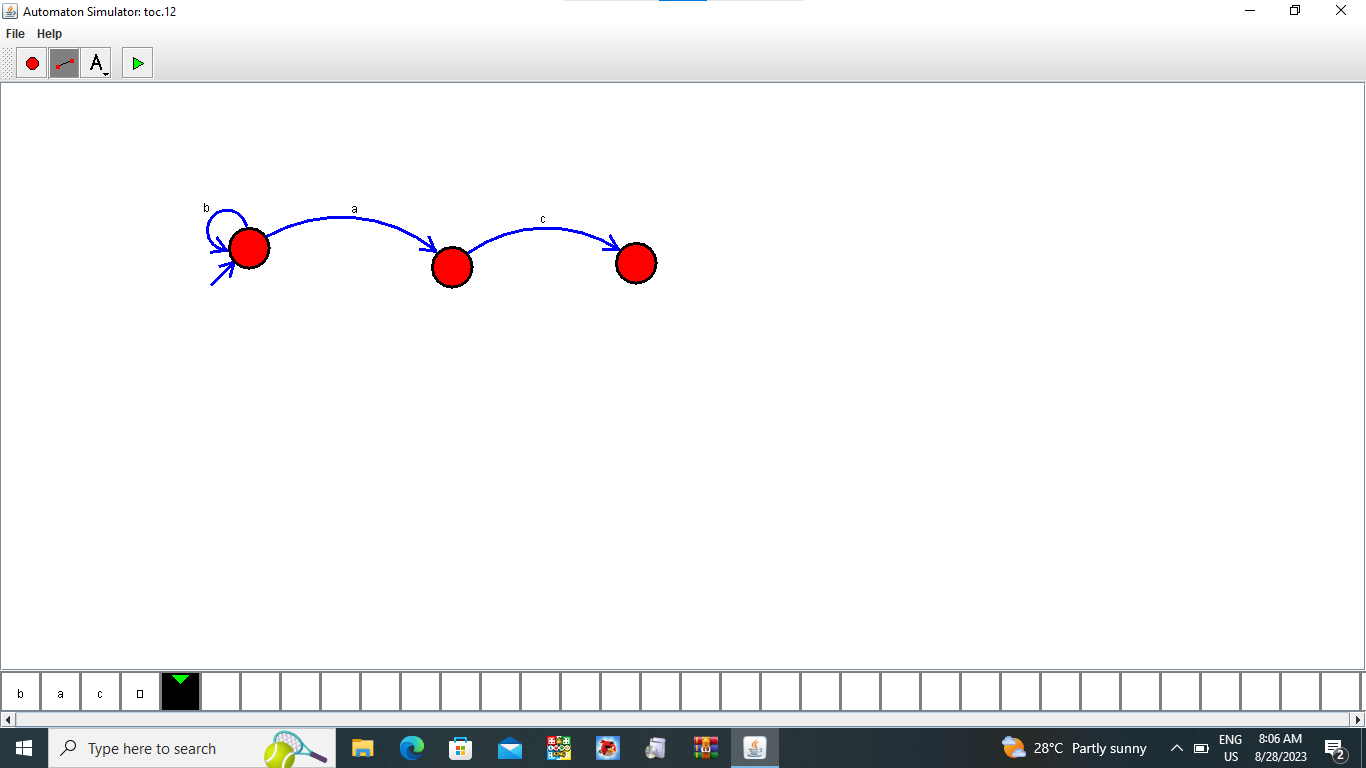 Automaton Simulator: toc.12
File Help
A
b a c
b a c □
Type here to search
28°C Partly sunny
ENG 8:06 AM
US 8/28/2023 2